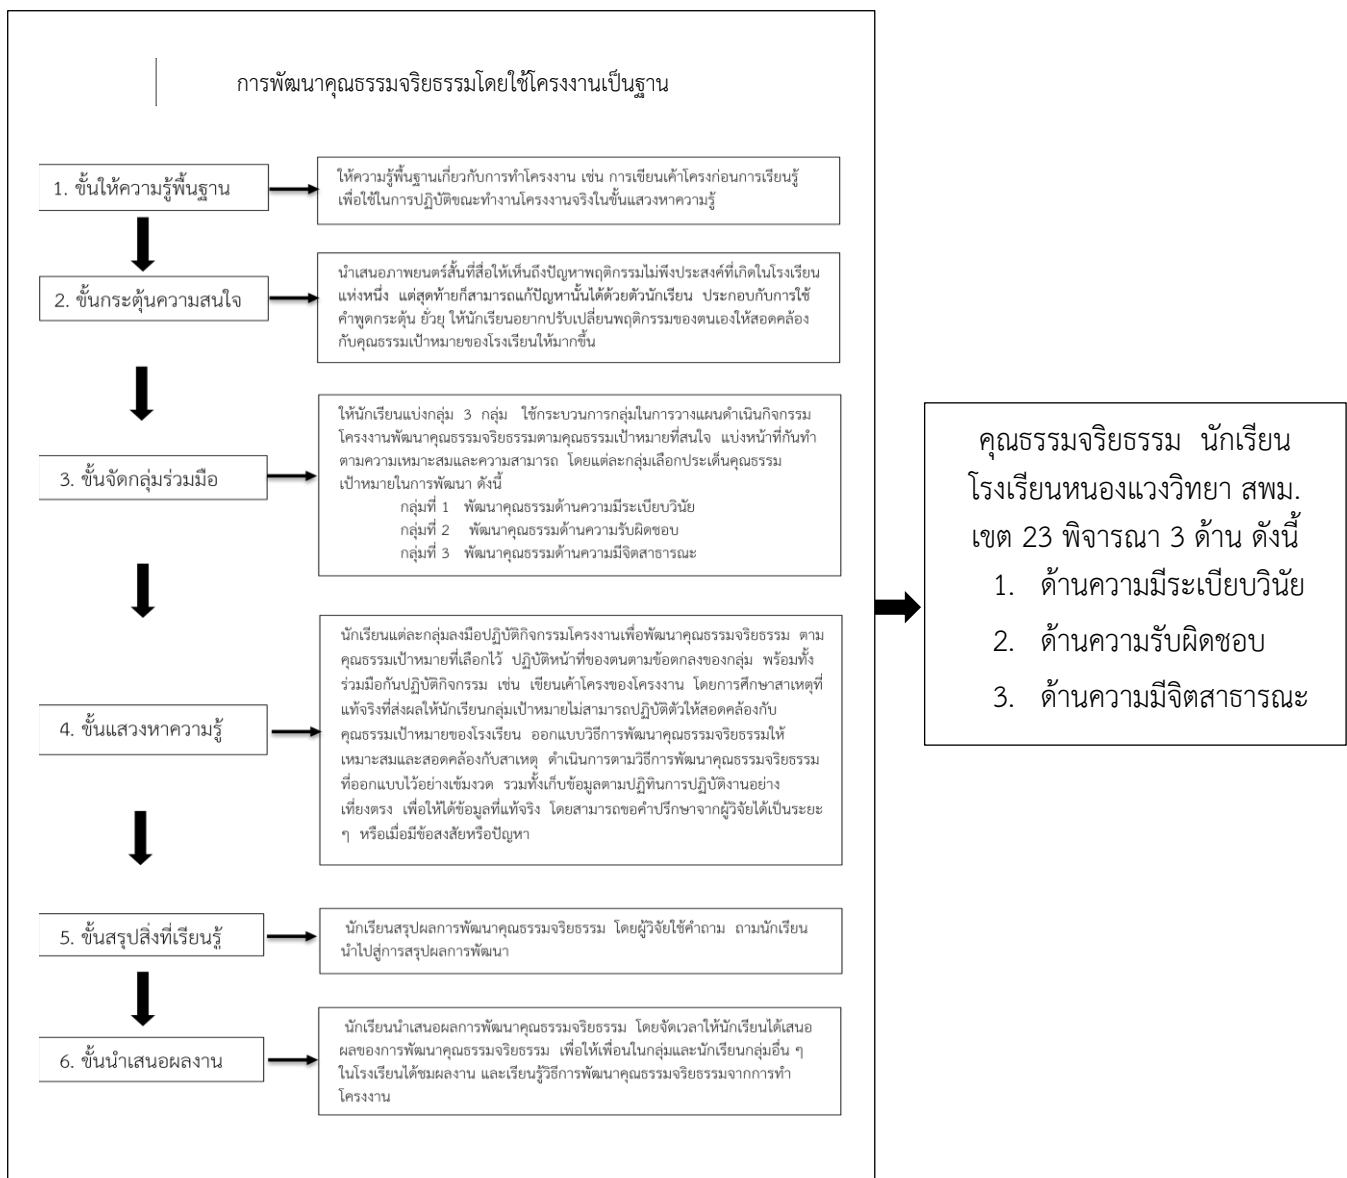 การพัฒนาคุณธรรมจริยธรรมโดยใช้โครงงานเป็นฐาน
1. ขั้นให้ความรู้พื้นฐาน
ให้ความรู้พื้นฐานเกี่ยวกับการทำโครงงาน เช่น การเขียนเค้าโครงก่อนการเรียนรู้
เพื่อใช้ในการปฏิบัติขณะทำงานโครงงานจริงในขั้นแสวงหาความรู้
2. ขั้นกระตุ้นความสนใจ
นำเสนอภาพยนตร์สั้นที่สื่อให้เห็นถึงปัญหาพฤติกรรมไม่พึงประสงค์ที่เกิดในโรงเรียน
แห่งหนึ่ง แต่สุดท้ายก็สามารถแก้ปัญหานั้นได้ด้วยตัวนักเรียน ประกอบกับการใช้
คำพูดกระตุ้น ยั่วยุ ให้นักเรียนอยากปรับเปลี่ยนพฤติกรรมของตนเองให้สอดคล้อง
กับคุณธรรมเป้าหมายของโรงเรียนให้มากขึ้น
3. ขั้นจัดกลุ่มร่วมมือ
ให้นักเรียนแบ่งกลุ่ม 3 กลุ่ม ใช้กระบวนการกลุ่มในการวางแผนดำเนินกิจกรรม
โครงงานพัฒนาคุณธรรมจริยธรรมตามคุณธรรมเป้าหมายที่สนใจ แบ่งหน้าที่กันทำ
ตามความเหมาะสมและความสามารถ โดยแต่ละกลุ่มเลือกประเด็นคุณธรรม
เป้าหมายในการพัฒนา ดังนี้
กลุ่มที่ 1 พัฒนาคุณธรรมด้านความมีระเบียบวินัย
กลุ่มที่ 2 พัฒนาคุณธรรมด้านความรับผิดชอบ
กลุ่มที่ 3 พัฒนาคุณธรรมด้านความมีจิตสาธารณะ
4. ขั้นแสวงหาความรู้
นักเรียนแต่ละกลุ่มลงมือปฏิบัติกิจกรรมโครงงานเพื่อพัฒนาคุณธรรมจริยธรรม ตาม
คุณธรรมเป้าหมายที่เลือกไว้ ปฏิบัติหน้าที่ของตนตามข้อตกลงของกลุ่ม พร้อมทั้ง
ร่วมมือกันปฏิบัติกิจกรรม เช่น เขียนเค้าโครงของโครงงาน โดยการศึกษาสาเหตุที่
แท้จริงที่ส่งผลให้นักเรียนกลุ่มเป้าหมายไม่สามารถปฏิบัติตัวให้สอดคล้องกับ
คุณธรรมเป้าหมายของโรงเรียน ออกแบบวิธีการพัฒนาคุณธรรมจริยธรรมให้
เหมาะสมและสอดคล้องกับสาเหตุ ดำเนินการตามวิธีการพัฒนาคุณธรรมจริยธรรม
ที่ออกแบบไว้อย่างเข้มงวด รวมทั้งเก็บข้อมูลตามปฏิทินการปฏิบัติงานอย่าง
เที่ยงตรง เพื่อให้ได้ข้อมูลที่แท้จริง โดยสามารถขอคำปรึกษาจากผู้วิจัยได้เป็นระยะ
ๆ หรือเมื่อมีข้อสงสัยหรือปัญหา
5. ขั้นสรุปสิ่งที่เรียนรู้
นักเรียนสรุปผลการพัฒนาคุณธรรมจริยธรรม โดยผู้วิจัยใช้คำถาม ถามนักเรียน
นำไปสู่การสรุปผลการพัฒนา
6. ขั้นนำเสนอผลงาน
นักเรียนนำเสนอผลการพัฒนาคุณธรรมจริยธรรม โดยจัดเวลาให้นักเรียนได้เสนอ
ผลของการพัฒนาคุณธรรมจริยธรรม เพื่อให้เพื่อนในกลุ่มและนักเรียนกลุ่มอื่น ๆ
ในโรงเรียนได้ชมผลงาน และเรียนรู้วิธีการพัฒนาคุณธรรมจริยธรรมจากการทำ
โครงงาน
คุณธรรมจริยธรรม นักเรียน
โรงเรียนหนองแวงวิทยา สพม.
เขต 23 พิจารณา 3 ด้าน ดังนี้
1. ด้านความมีระเบียบวินัย
2. ด้านความรับผิดชอบ
3. ด้านความมีจิตสาธารณะ